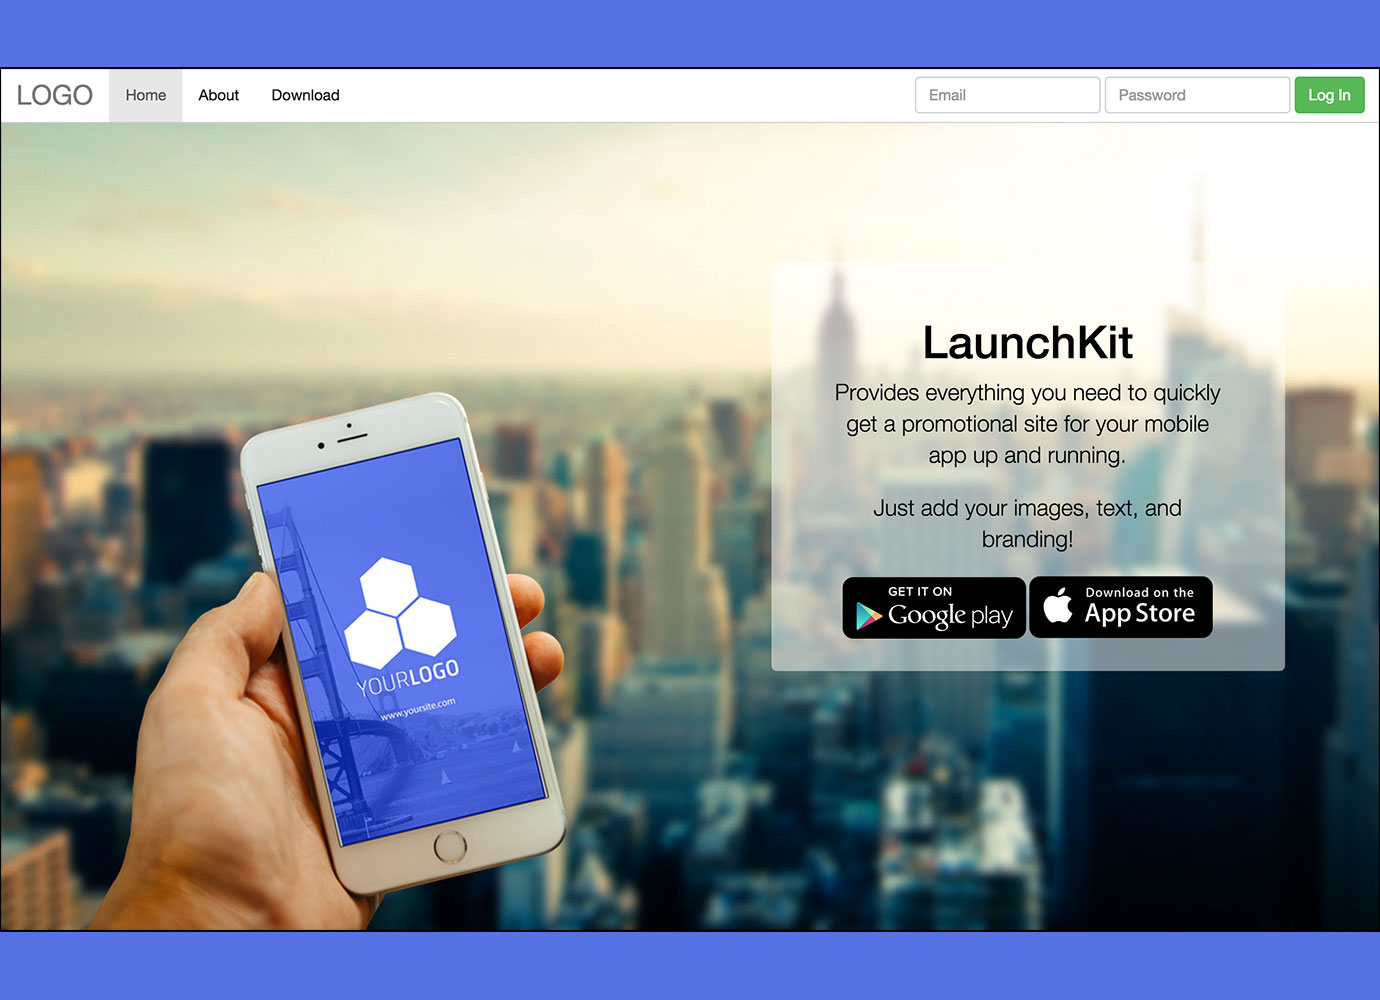 LOGO Home About Download Email Password Log In
LaunchKit
Provides everything you need to quickly
get a promotional site for your mobile
app up and running.
Just add your images, text, and
branding!
GET IT ON
Google play
Download on the
App Store
YOURLOGO
www.yoursite.com